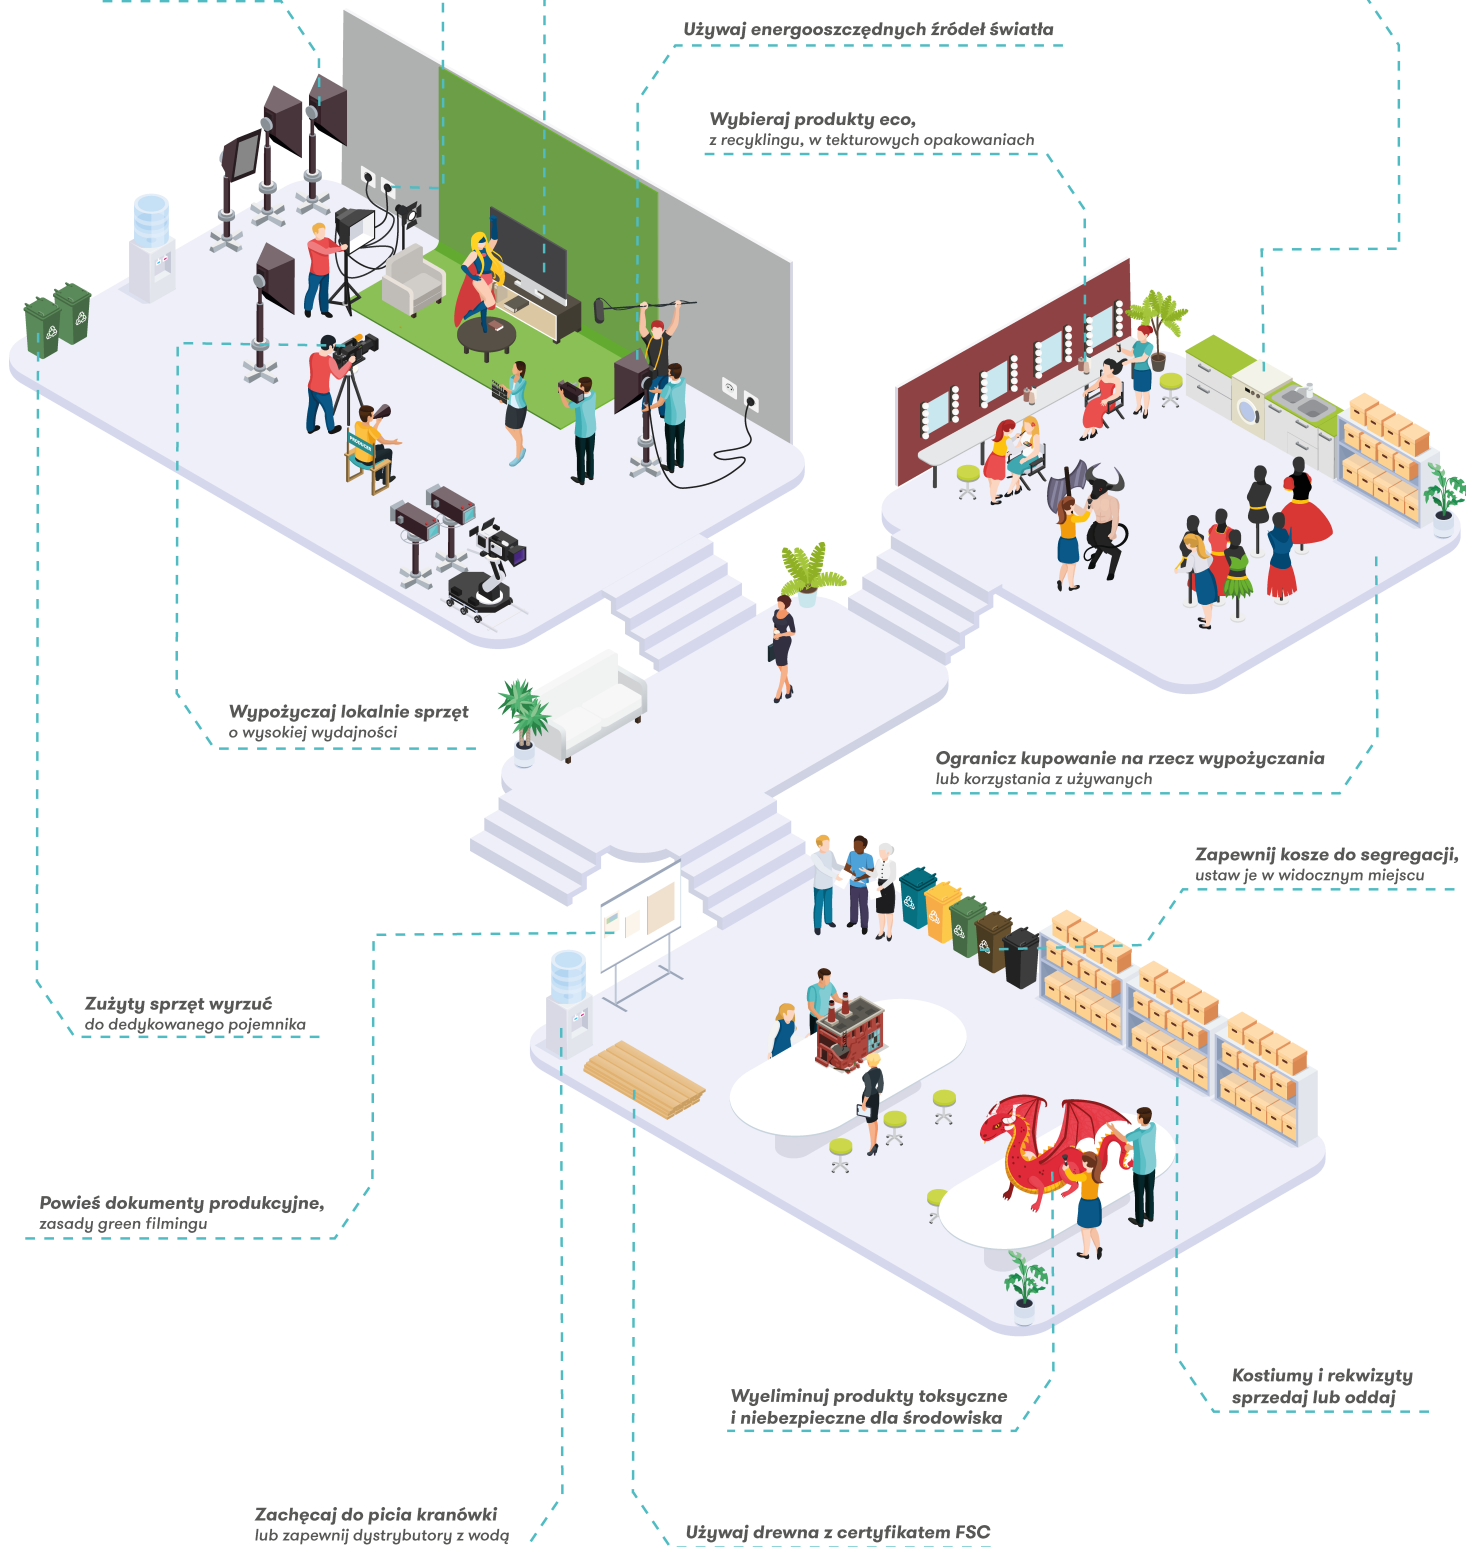 Używaj energooszczędnych źródeł światła
Wybieraj produkty eco,
z recyklingu, w tekturowych opakowaniach
PRODUCER
Wypożyczaj lokalnie sprzęt
o wysokiej wydajności
Ogranicz kupowanie na rzecz wypożyczania
lub korzystania z używanych
Zapewnij kosze do segregacji,
ustaw je w widocznym miejscu
Zużyty sprzęt wyrzuć
do dedykowanego pojemnika
Powieś dokumenty produkcyjne,
zasady green filmingu
Kostiumy i rekwizyty
sprzedaj lub oddaj
Wyeliminuj produkty toksyczne
i niebezpieczne dla środowiska
Zachęcaj do picia kranówki
lub zapewnij dystrybutory z wodą
Używaj drewna z certyfikatem FSC